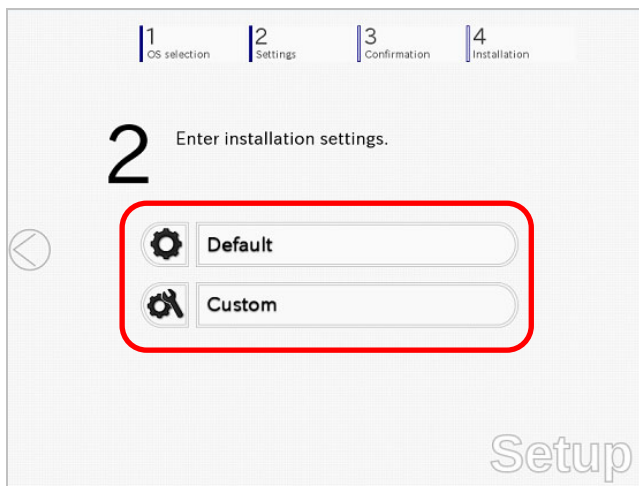 1 2 3 4
OS selection Settings Confirmation Installation
2 Enter installation settings.
Default
Custom
Setup